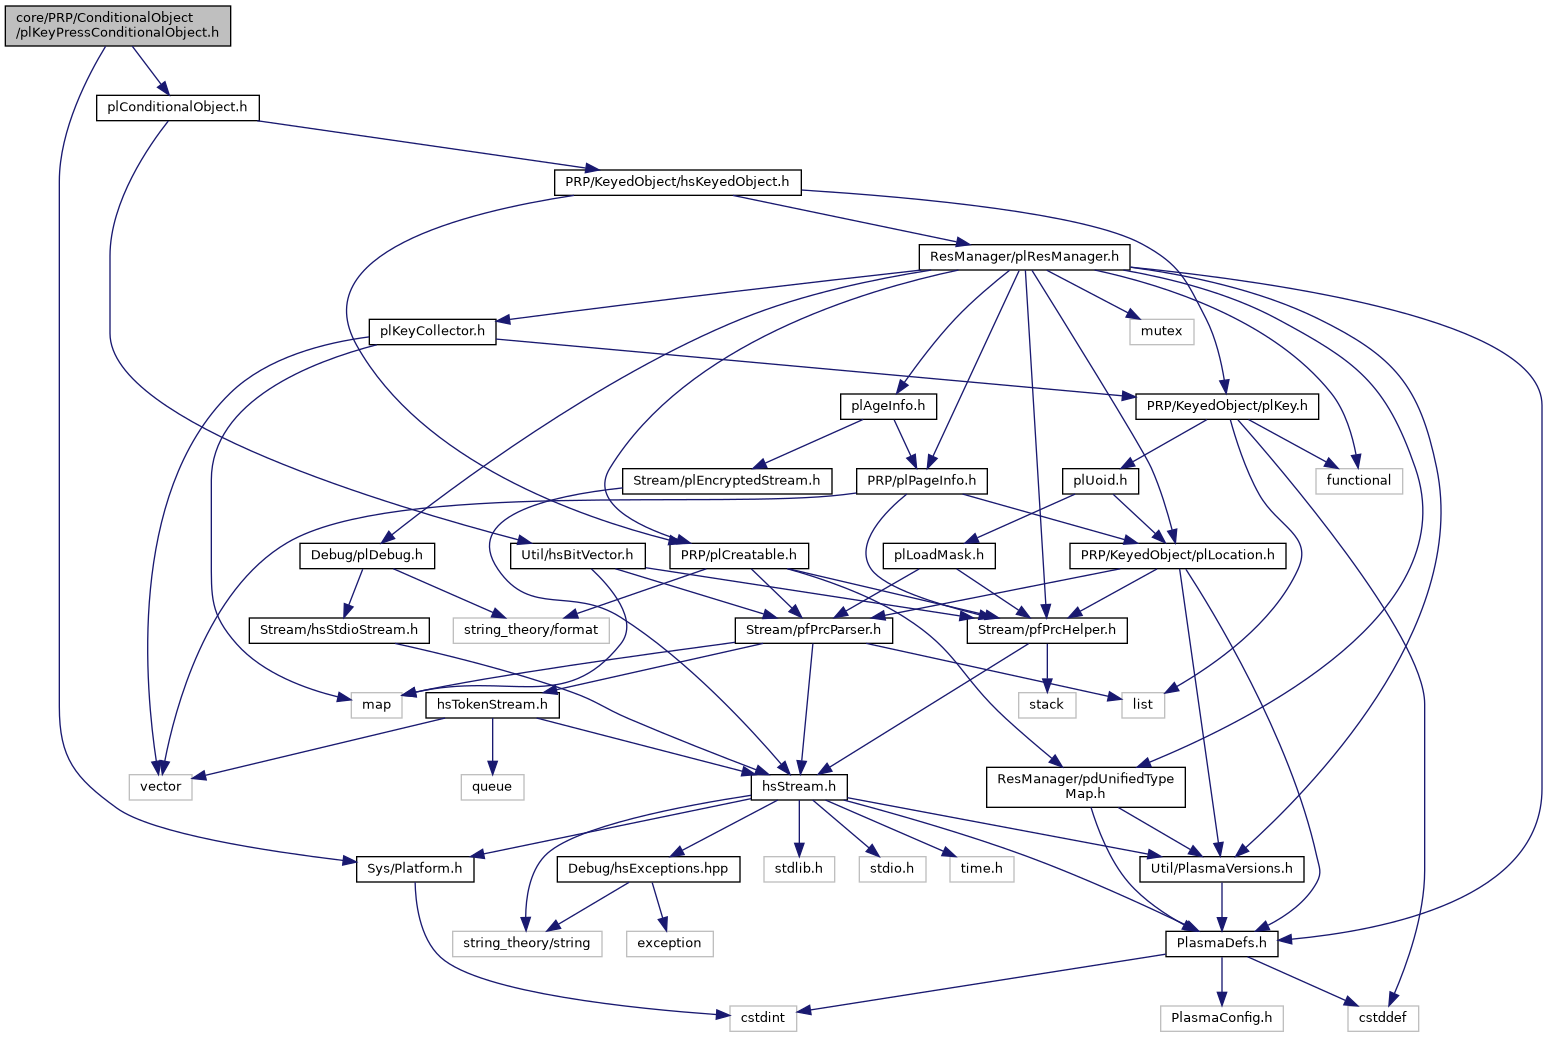 core/PRP/ConditionalObject
/plKeyPressConditionalObject.h
plConditionalObject.h
PRP/KeyedObject/hsKeyedObject.h
ResManager/plResManager.h
plKeyCollector.h
mutex
plAgeInfo.h
PRP/KeyedObject/plKey.h
Stream/plEncryptedStream.h
PRP/plPageInfo.h
plUoid.h
functional
Debug/plDebug.h
Util/hsBitVector.h
PRP/plCreatable.h
plLoadMask.h
PRP/KeyedObject/plLocation.h
Stream/hsStdioStream.h
string_theory/format
Stream/pfPrcParser.h
Stream/pfPrcHelper.h
map
hsTokenStream.h
stack
list
vector
queue
hsStream.h
ResManager/pdUnifiedType
Map.h
Sys/Platform.h
Debug/hsExceptions.hpp
stdlib.h
stdio.h
time.h
Util/PlasmaVersions.h
string_theory/string
exception
PlasmaDefs.h
cstdint
PlasmaConfig.h
cstddef